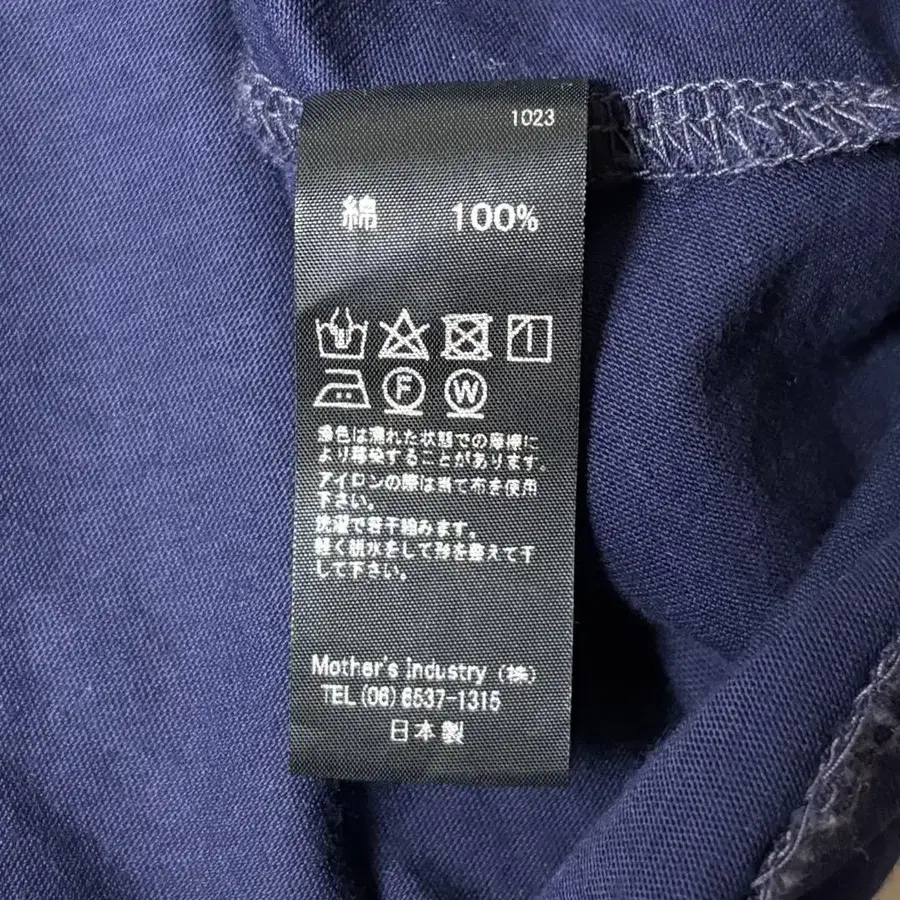 1023
綿 100%
F W
濃色は濡れた状態での摩擦に
より移染することがあります。
アイロンの際は当て布を使用
下さい。
洗濯で若干縮みます。
軽く脱水をして形を整えて干
して下さい。
Mother's Industry (株)
TEL(06)6537-1315
日本製